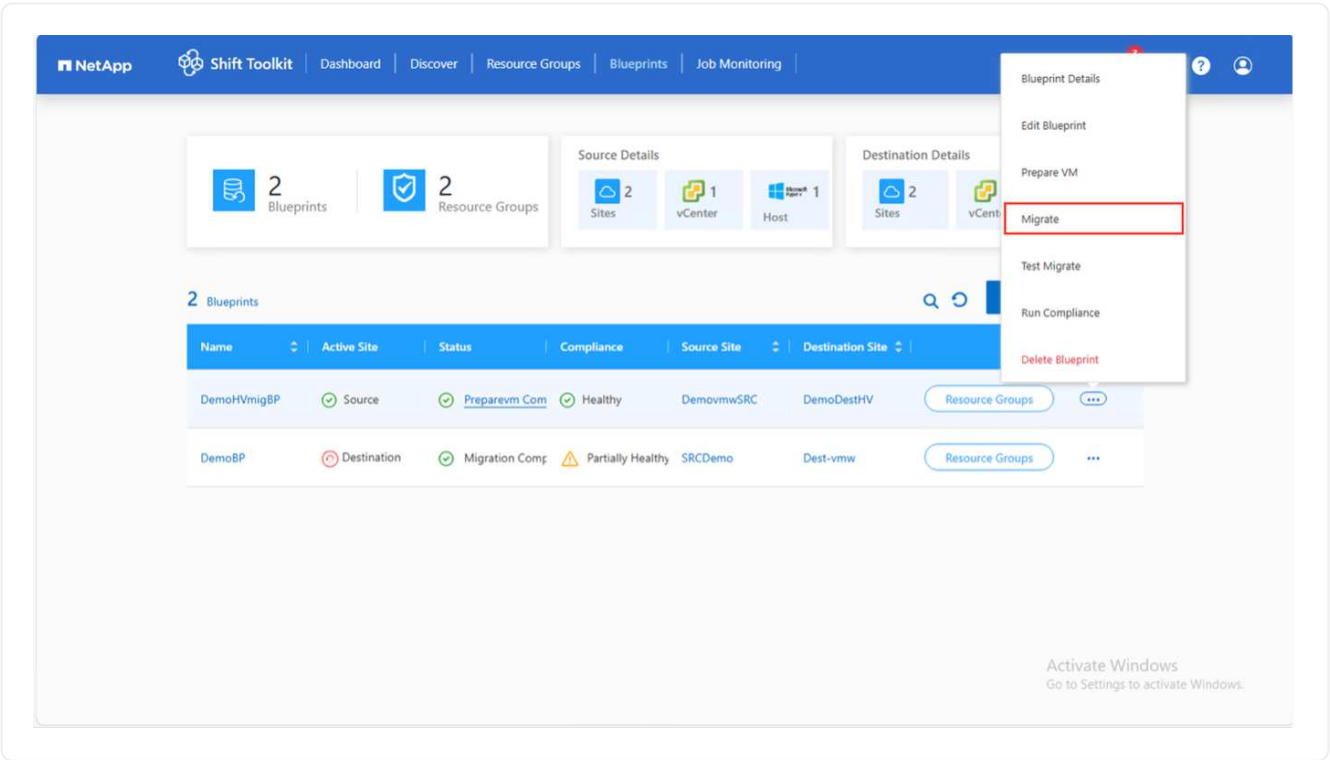 NetApp Shift Toolkit Dashboard Discover Resource Groups Blueprints Job Monitoring ?
Blueprint Details
Edit Blueprint
Prepare VM
Migrate
Test Migrate
Run Compliance
Delete Blueprint
2 Blueprints
2 Resource Groups
Source Details
2 Sites
1 vCenter
Microsoft Hyper-V 1 Host
Destination Details
2 Sites
vCent
2 Blueprints
Name Active Site Status Compliance Source Site Destination Site
DemoHVmigBP Source Preparevm Com Healthy DemovmwSRC DemoDestHV Resource Groups ...
DemoBP Destination Migration Comp Partially Healthy SRCDemo Dest-vmw Resource Groups ...
Activate Windows
Go to Settings to activate Windows.